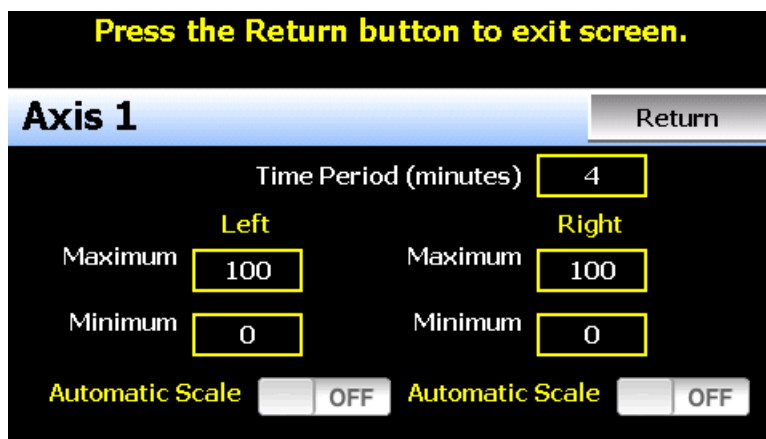 Press the Return button to exit screen.
Axis 1 Return
Time Period (minutes) 4
Left Right
Maximum 100 Maximum 100
Minimum 0 Minimum 0
Automatic Scale OFF Automatic Scale OFF